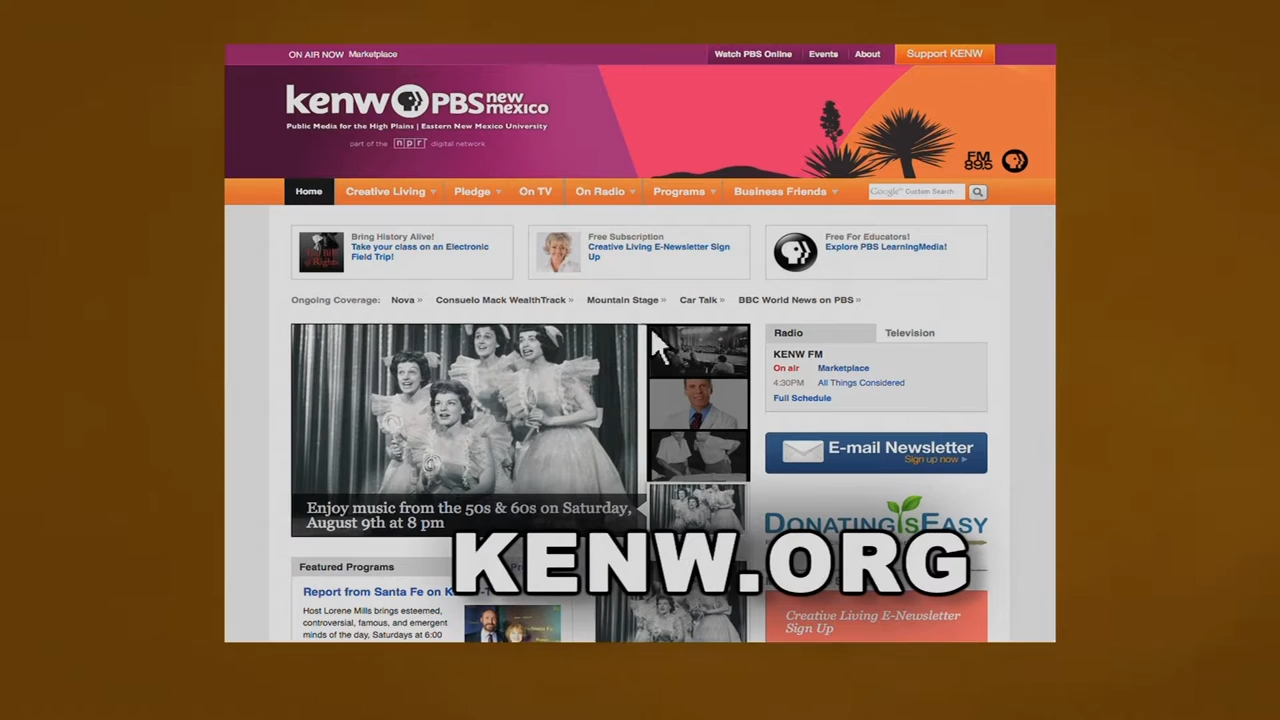 ON AIR NOW Marketplace
Watch PBS Online Events About Support KENW
kenw PBS new mexico
Public Media for the High Plains | Eastern New Mexico University
part of the npr digital network
FM 89.5
Home Creative Living Pledge On TV On Radio Programs Business Friends Google Custom Search
Bring History Alive!
Take your class on an Electronic
Field Trip!
Free Subscription
Creative Living E-Newsletter Sign
Up
Free For Educators!
Explore PBS LearningMedia!
Ongoing Coverage: Nova » Consuelo Mack WealthTrack » Mountain Stage » Car Talk » BBC World News on PBS »
Enjoy music from the 50s & 60s on Saturday,
August 9th at 8 pm
Radio Television
KENW FM
On air Marketplace
4:30PM All Things Considered
Full Schedule
E-mail Newsletter
Sign up now
DONATING IS EASY
KENW.ORG
Featured Programs
Report from Santa Fe on K
Host Lorene Mills brings esteemed,
controversial, famous, and emergent
minds of the day, Saturdays at 6:00
Creative Living E-Newsletter
Sign Up